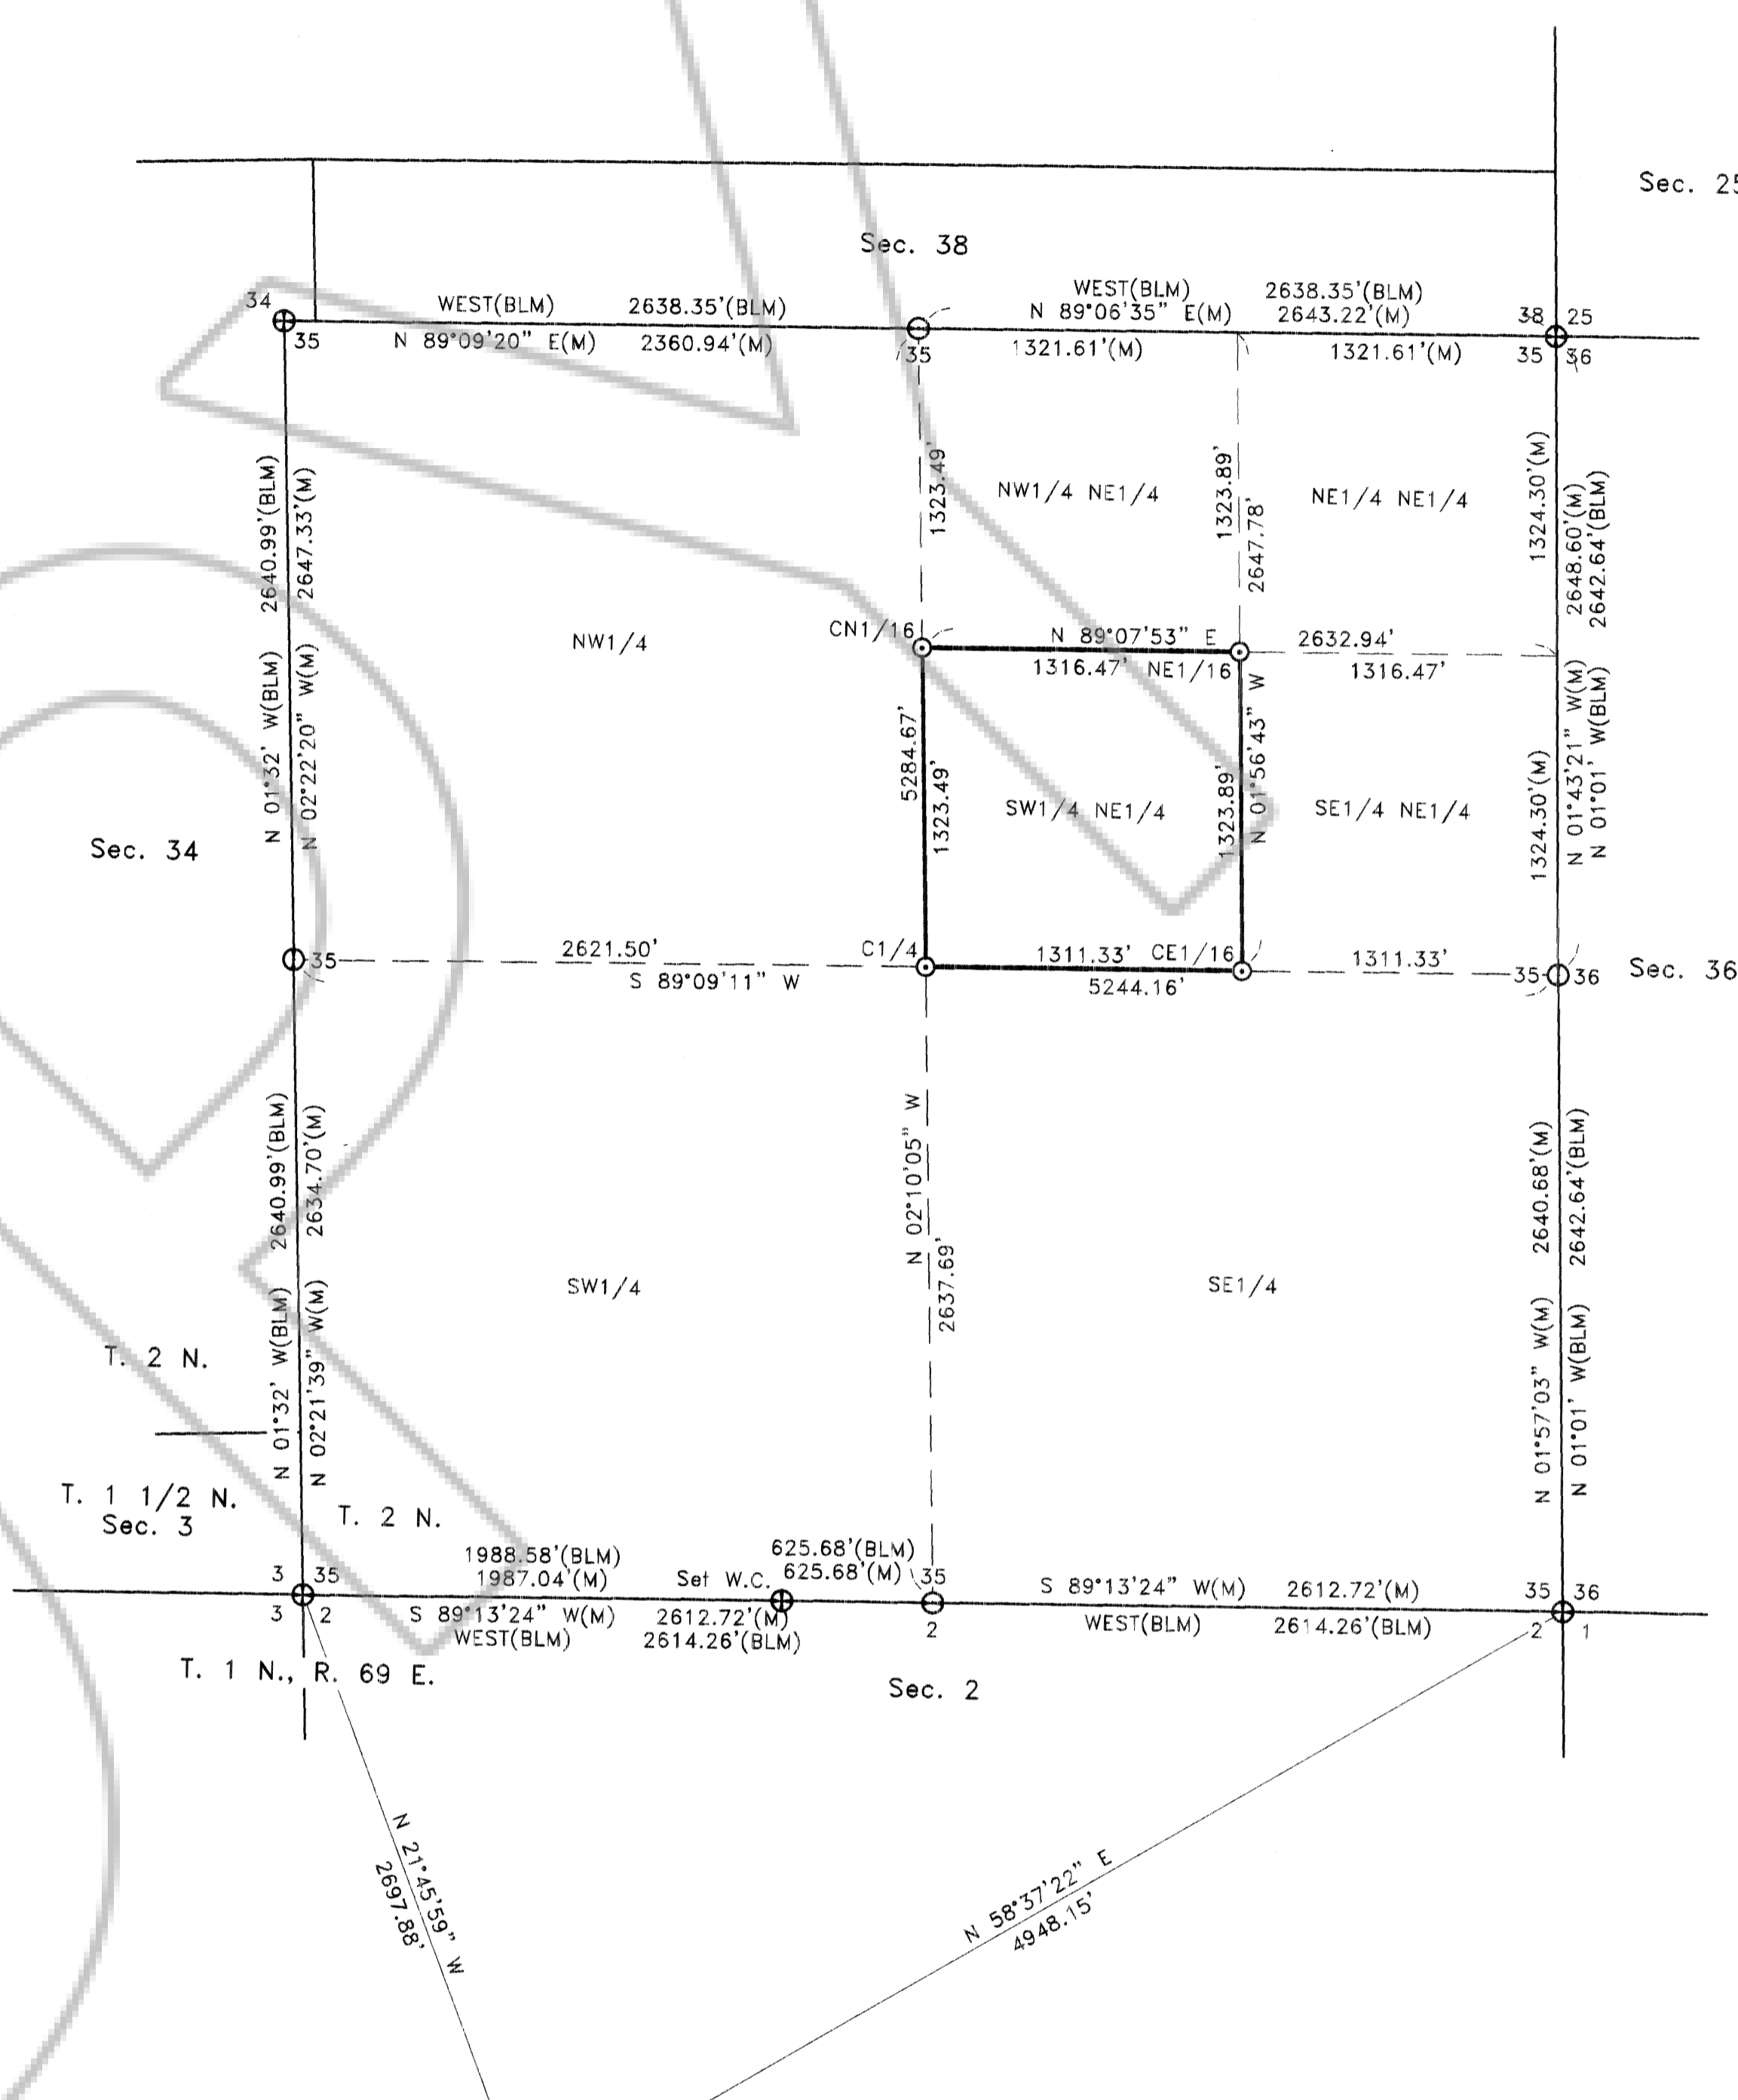 Sec. 25
Sec. 38
34
WEST(BLM) 2638.35'(BLM)
WEST(BLM) 2638.35'(BLM)
N 89°06'35" E(M) 2643.22'(M)
38 25
35
N 89°09'20" E(M) 2360.94'(M)
35
1321.61'(M)
1321.61'(M)
35 36
2640.99'(BLM)
2647.33'(M)
1323.49'
NW1/4 NE1/4
1323.89'
2647.78'
NE1/4 NE1/4
1324.30'(M)
2648.60'(M)
2642.64'(BLM)
NW1/4
CN1/16
N 89°07'53" E
2632.94'
1316.47' NE1/16
1316.47'
N 01°32' W(BLM)
N 02°22'20" W(M)
5284.67'
1323.49'
SW1/4 NE1/4
1323.89'
N 01°56'43" W
SE1/4 NE1/4
1324.30'(M)
N 01°43'21" W(M)
N 01°01' W(BLM)
Sec. 34
35
2621.50'
S 89°09'11" W
C1/4
1311.33' CE1/16
5244.16'
1311.33'
35 36
Sec. 36
2640.99'(BLM)
2634.70'(M)
N 02°10'05" W
2637.69'
2640.68'(M)
2642.64'(BLM)
SW1/4
SE1/4
N 01°32' W(BLM)
N 02°21'39" W(M)
N 01°57'03" W(M)
N 01°01' W(BLM)
T. 2 N.
T. 1 1/2 N.
Sec. 3
T. 2 N.
3 35
1988.58'(BLM)
1987.04'(M)
Set W.C.
625.68'(BLM)
625.68'(M)
35
S 89°13'24" W(M) 2612.72'(M)
35 36
3 2
S 89°13'24" W(M) 2612.72'(M)
WEST(BLM) 2614.26'(BLM)
2
WEST(BLM) 2614.26'(BLM)
2 1
T. 1 N., R. 69 E.
Sec. 2
N 21°45'59" W
2697.88'
N 58°37'22" E
4948.15'